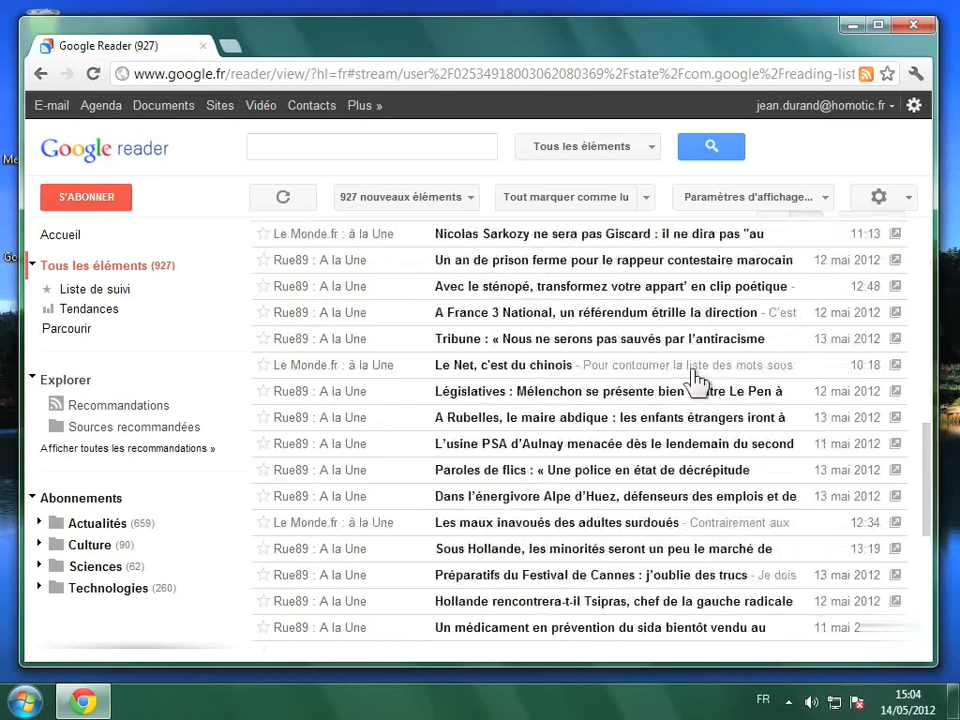 Google Reader (927)
www.google.fr/reader/view/?hl=fr#stream/user%2F02534918003062080369%2Fstate%2Fcom.google%2Freading-list
E-mail Agenda Documents Sites Vidéo Contacts Plus »
jean.durand@homotic.fr
Google reader
Tous les éléments
S'ABONNER
927 nouveaux éléments
Tout marquer comme lu
Paramètres d'affichage...
Accueil
Tous les éléments (927)
Liste de suivi
Tendances
Parcourir
Explorer
Recommandations
Sources recommandées
Afficher toutes les recommandations »
Abonnements
Actualités (659)
Culture (90)
Sciences (62)
Technologies (260)
Le Monde.fr : à la Une Nicolas Sarkozy ne sera pas Giscard : il ne dira pas "au 11:13
Rue89 : A la Une Un an de prison ferme pour le rappeur contestaire marocain 12 mai 2012
Rue89 : A la Une Avec le sténopé, transformez votre appart' en clip poétique - 12:48
Rue89 : A la Une A France 3 National, un référendum étrille la direction - C'est 12 mai 2012
Rue89 : A la Une Tribune : « Nous ne serons pas sauvés par l'antiracisme 12 mai 2012
Le Monde.fr : à la Une Le Net, c'est du chinois - Pour contourner la liste des mots sous 10:18
Rue89 : A la Une Législatives : Mélenchon se présente bien Le Pen à 12 mai 2012
Rue89 : A la Une A Rubelles, le maire abdique : les enfants étrangers iront à 12 mai 2012
Rue89 : A la Une L'usine PSA d'Aulnay menacée dès le lendemain du second 11 mai 2012
Rue89 : A la Une Paroles de flics : « Une police en état de décrépitude 13 mai 2012
Rue89 : A la Une Dans l'énergivore Alpe d'Huez, défenseurs des emplois et de 13 mai 2012
Le Monde.fr : à la Une Les maux inavoués des adultes surdoués - Contrairement aux 12:34
Rue89 : A la Une Sous Hollande, les minorités seront un peu le marché de 13:19
Rue89 : A la Une Préparatifs du Festival de Cannes : j'oublie des trucs - Je dois 13 mai 2012
Rue89 : A la Une Hollande rencontrera-t-il Tsipras, chef de la gauche radicale 12 mai 2012
Rue89 : A la Une Un médicament en prévention du sida bientôt vendu au 11 mai 2
FR
15:04
14/05/2012